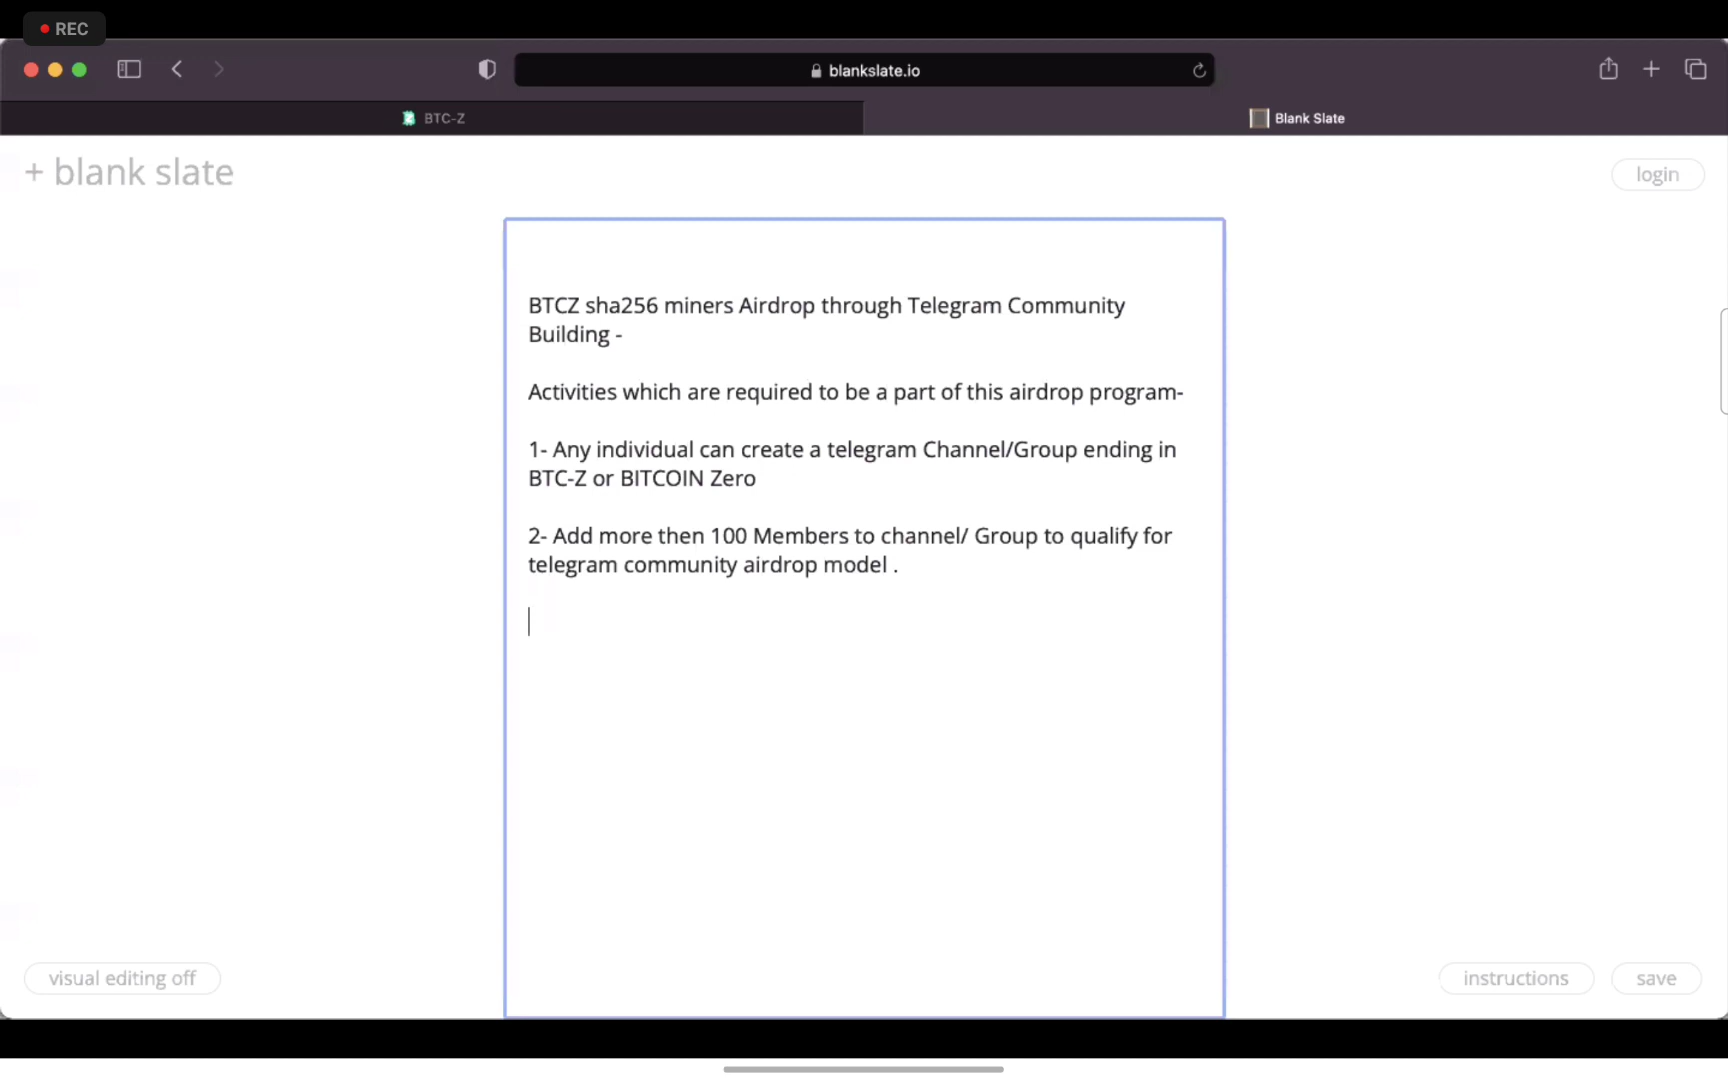 REC
blankslate.io
BTC-Z
Blank Slate
+ blank slate
login
BTCZ sha256 miners Airdrop through Telegram Community
Building -
Activities which are required to be a part of this airdrop program-
1- Any individual can create a telegram Channel/Group ending in
BTC-Z or BITCOIN Zero
2- Add more then 100 Members to channel/ Group to qualify for
telegram community airdrop model .
visual editing off
instructions
save